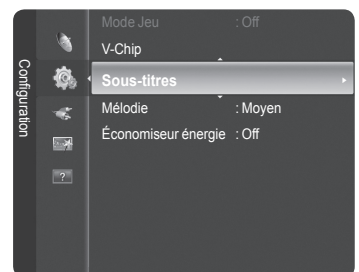 Configuration
Mode Jeu : Off
V-Chip
Sous-titres
Mélodie : Moyen
Économiseur énergie : Off
?